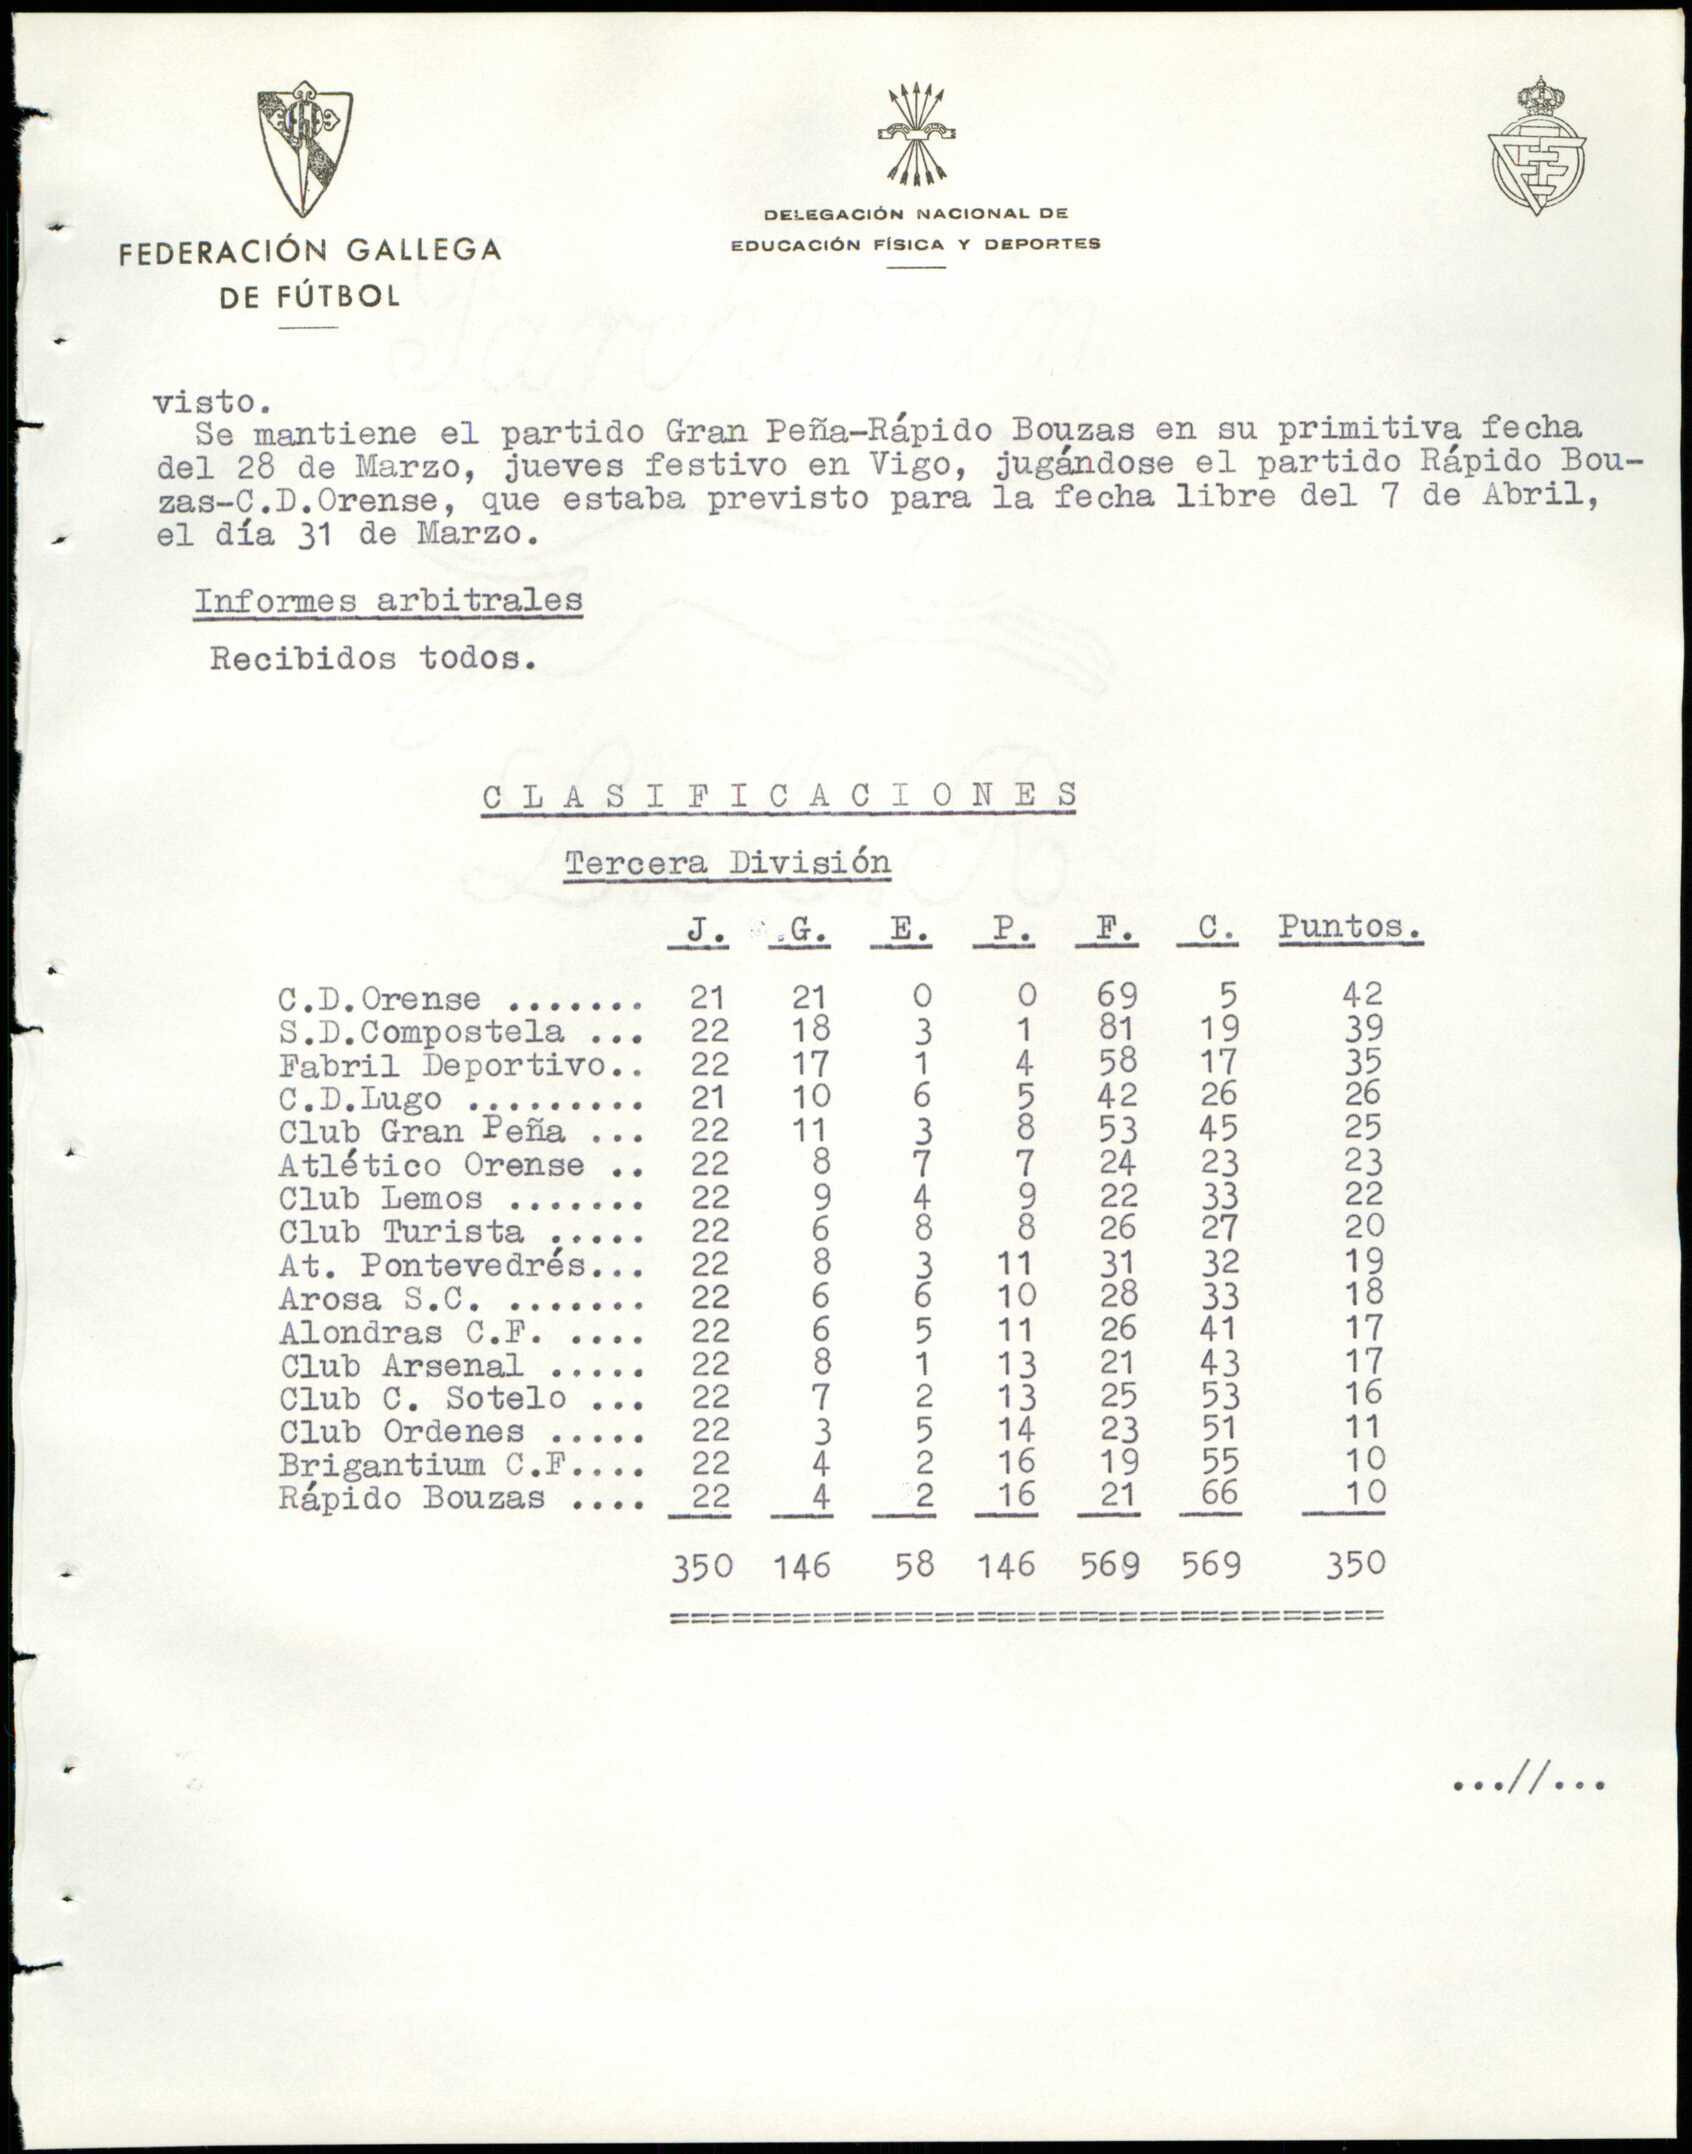 FEDERACIÓN GALLEGA
DE FÚTBOL
DELEGACIÓN NACIONAL DE
EDUCACIÓN FÍSICA Y DEPORTES
visto.
Se mantiene el partido Gran Peña-Rápido Bouzas en su primitiva fecha
del 28 de Marzo, jueves festivo en Vigo, jugándose el partido Rápido Bou-
zas-C.D.Orense, que estaba previsto para la fecha libre del 7 de Abril,
el día 31 de Marzo.
Informes arbitrales
Recibidos todos.
C L A S I F I C A C I O N E S
Tercera División
J. G. E. P. F. C. Puntos.
C.D.Orense ....... 21 21 0 0 69 5 42
S.D.Compostela ... 22 18 3 1 81 19 39
Fabril Deportivo.. 22 17 1 4 58 17 35
C.D.Lugo ......... 21 10 6 5 42 26 26
Club Gran Peña ... 22 11 3 8 53 45 25
Atlético Orense .. 22 8 7 7 24 23 23
Club Lemos ....... 22 9 4 9 22 33 22
Club Turista ..... 22 6 8 8 26 27 20
At. Pontevedrés... 22 8 3 11 31 32 19
Arosa S.C. ....... 22 6 6 10 28 33 18
Alondras C.F. .... 22 6 5 11 26 41 17
Club Arsenal ..... 22 8 1 13 21 43 17
Club C. Sotelo ... 22 7 2 13 25 53 16
Club Ordenes ..... 22 3 5 14 23 51 11
Brigantium C.F.... 22 4 2 16 19 55 10
Rápido Bouzas .... 22 4 2 16 21 66 10
350 146 58 146 569 569 350
===================================
...//...